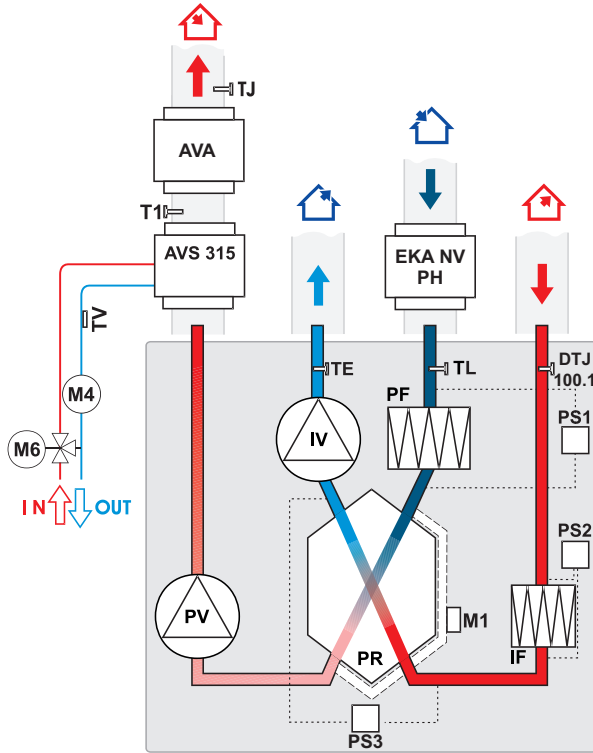 TJ
AVA
T1
AVS 315
EKA NV
PH
TV
TE
TL
DTJ
100.1
M4
PF
PS1
IV
M6
IN
OUT
PS2
PV
M1
PR
IF
PS3